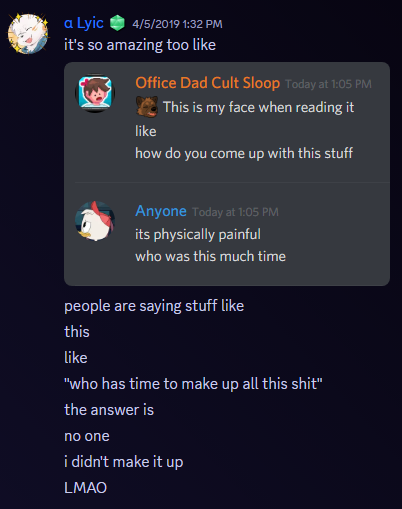 α Lyic 4/5/2019 1:32 PM
it's so amazing too like
Office Dad Cult Sloop Today at 1:05 PM
This is my face when reading it
like
how do you come up with this stuff
Anyone Today at 1:05 PM
its physically painful
who was this much time
people are saying stuff like
this
like
"who has time to make up all this shit"
the answer is
no one
i didn't make it up
LMAO